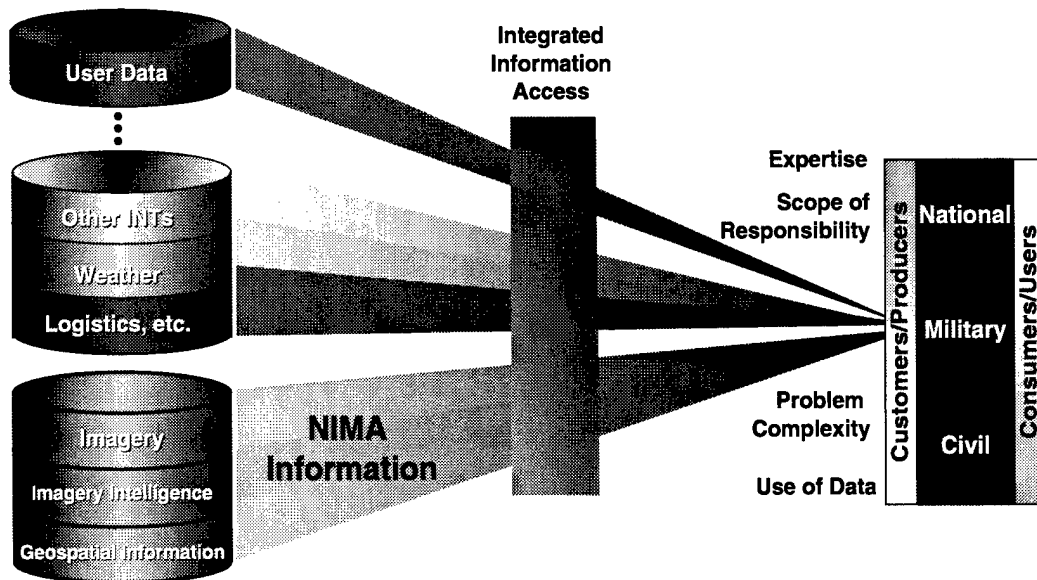 User Data
Other INTs
Weather
Logistics, etc.
Imagery
Imagery Intelligence
Geospatial Information
NIMA
Information
Integrated
Information
Access
Expertise
Scope of
Responsibility
Problem
Complexity
Use of Data
Customers/Producers
National
Military
Civil
Consumers/Users